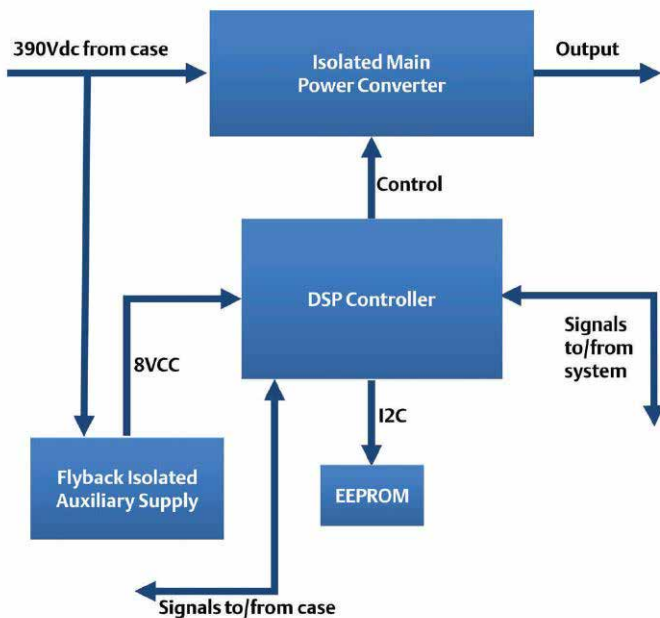 390Vdc from case
Isolated Main
Power Converter
Output
Control
DSP Controller
Signals
to/from
system
8VCC
I2C
Flyback Isolated
Auxiliary Supply
EEPROM
Signals to/from case